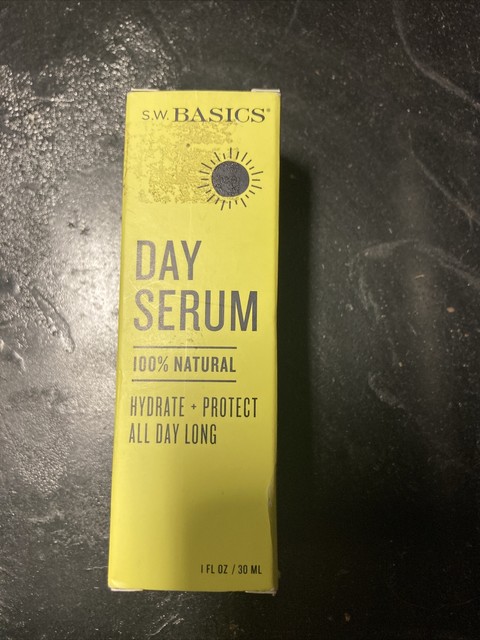 S.W. BASICS®
DAY
SERUM
100% NATURAL
HYDRATE + PROTECT
ALL DAY LONG
1 FL OZ / 30 ML